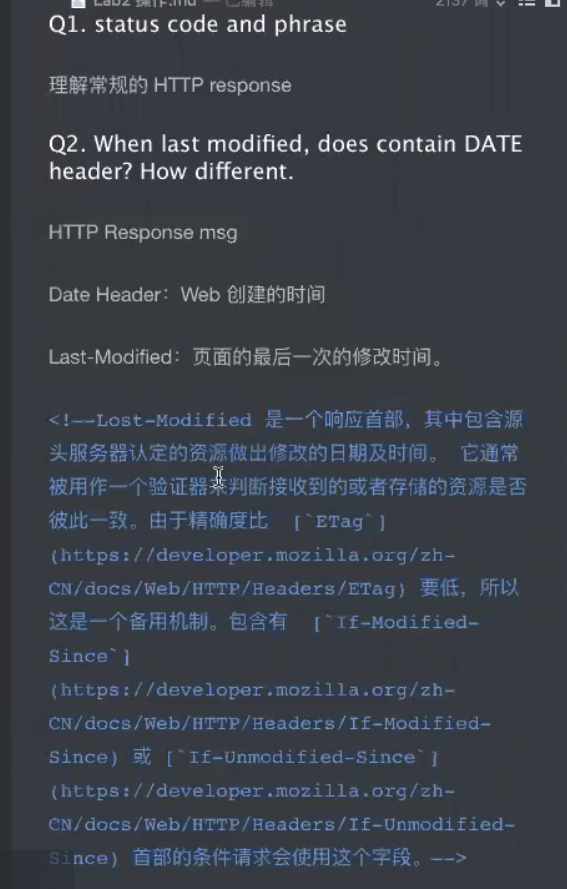 Lab2 操作.md — 已编辑
2137 词
Q1. status code and phrase
理解常规的 HTTP response
Q2. When last modified, does contain DATE
header? How different.
HTTP Response msg
Date Header：Web 创建的时间
Last-Modified：页面的最后一次的修改时间。
<!--Lost-Modified 是一个响应首部，其中包含源
头服务器认定的资源做出修改的日期及时间。 它通常
被用作一个验证器来判断接收到的或者存储的资源是否
彼此一致。由于精确度比 [`ETag`]
(https://developer.mozilla.org/zh-
CN/docs/Web/HTTP/Headers/ETag) 要低，所以
这是一个备用机制。包含有 [`If-Modified-
Since`]
(https://developer.mozilla.org/zh-
CN/docs/Web/HTTP/Headers/If-Modified-
Since) 或 [`If-Unmodified-Since`]
(https://developer.mozilla.org/zh-
CN/docs/Web/HTTP/Headers/If-Unmodified-
Since) 首部的条件请求会使用这个字段。-->